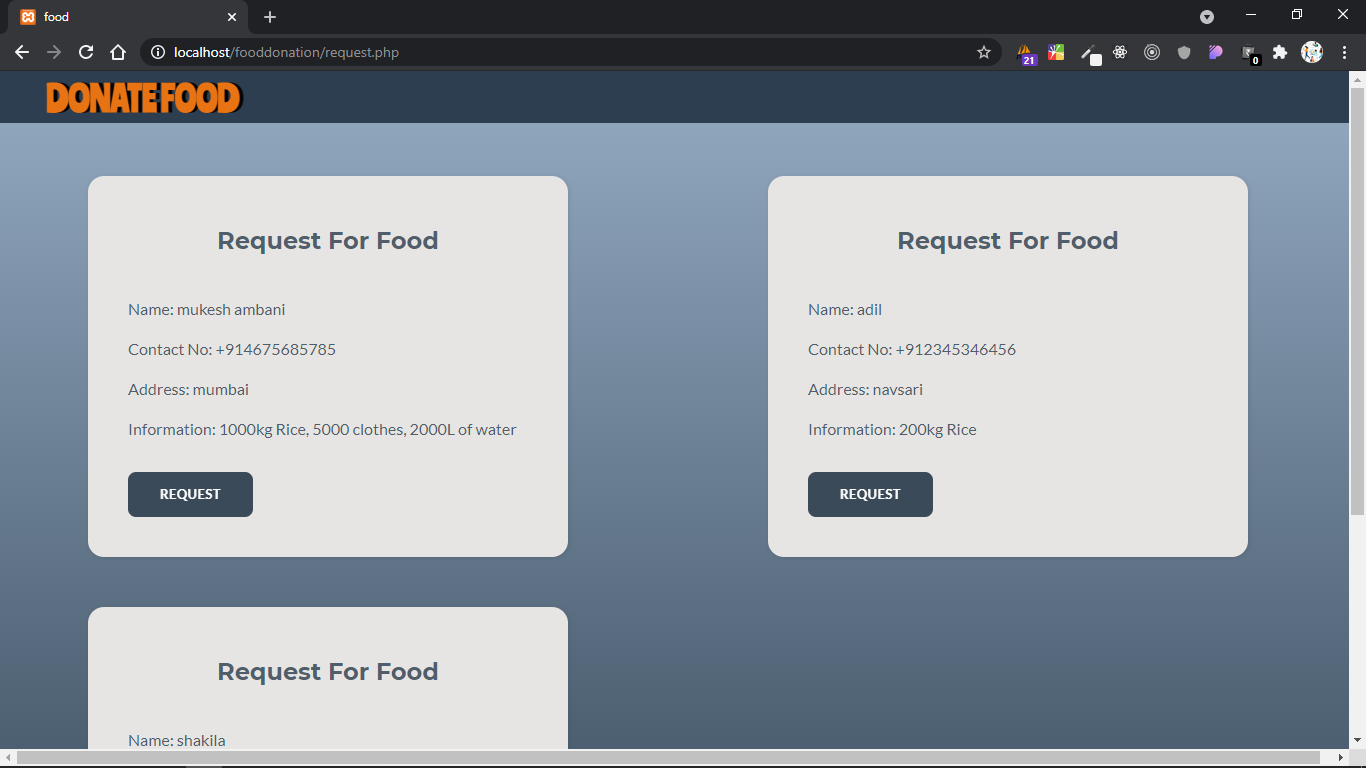 food
localhost/fooddonation/request.php
21
0
DONATE FOOD
Request For Food
Name: mukesh ambani
Contact No: +914675685785
Address: mumbai
Information: 1000kg Rice, 5000 clothes, 2000L of water
REQUEST
Request For Food
Name: adil
Contact No: +912345346456
Address: navsari
Information: 200kg Rice
REQUEST
Request For Food
Name: shakila